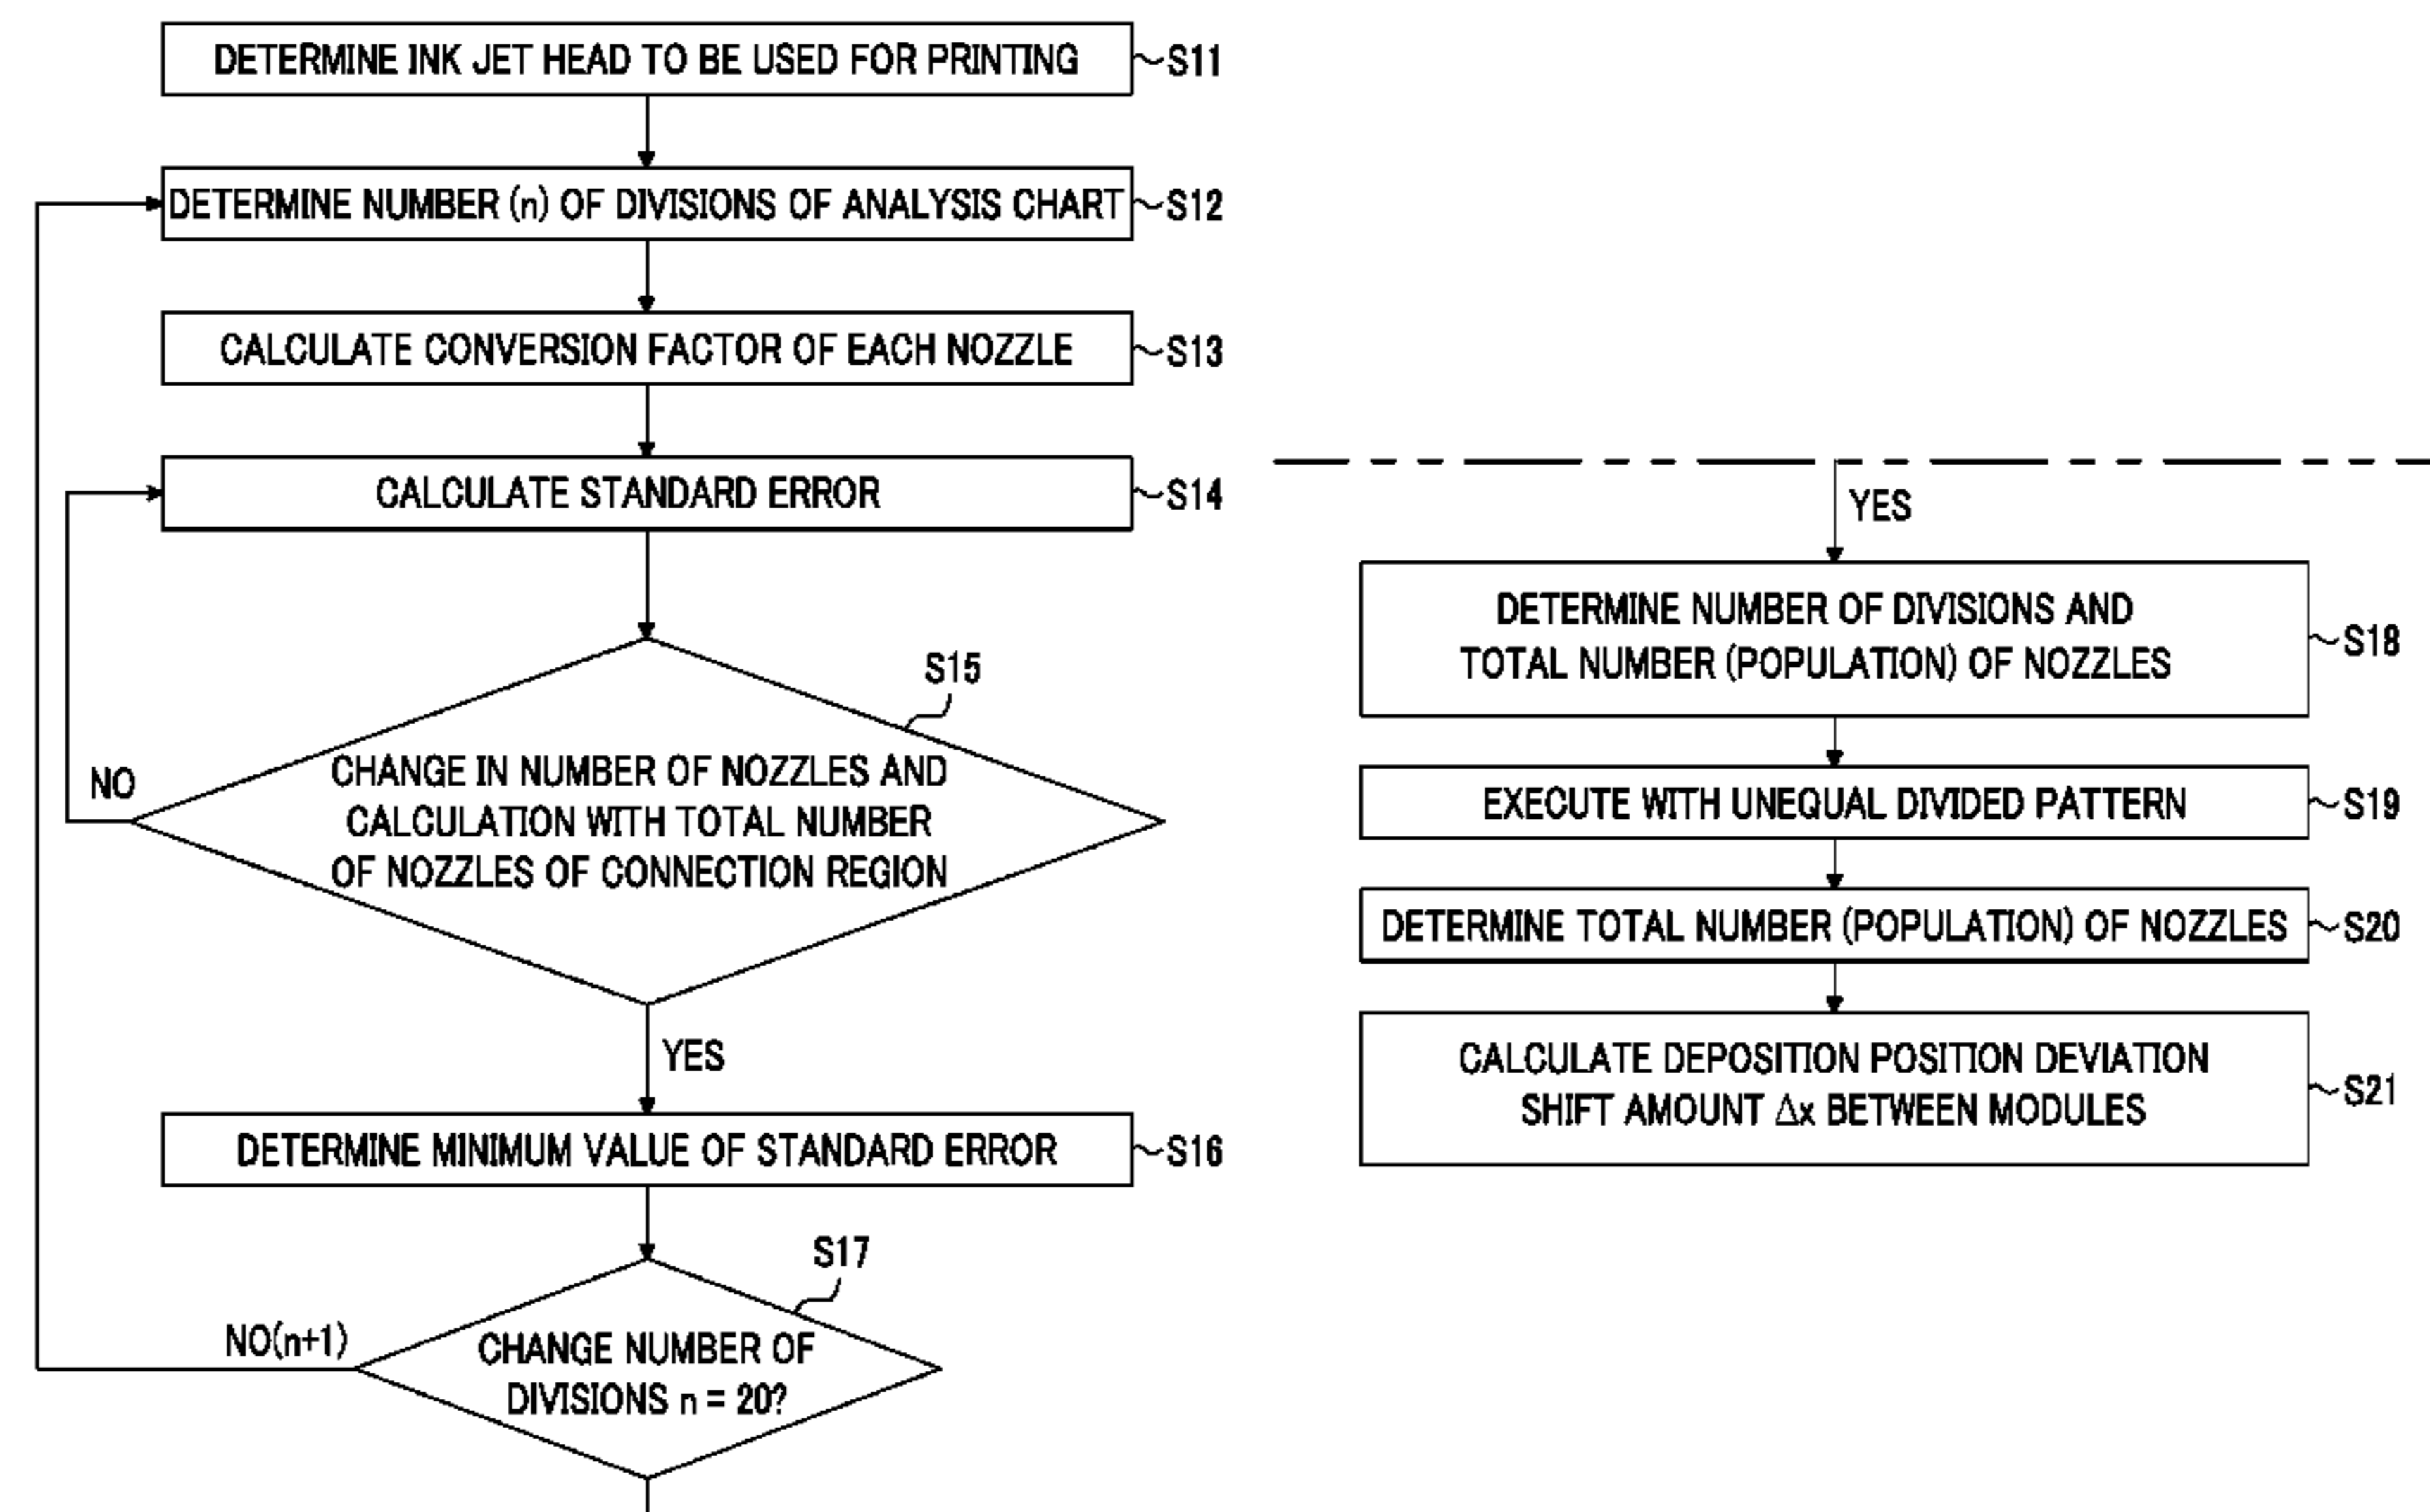 DETERMINE INK JET HEAD TO BE USED FOR PRINTING
S11
DETERMINE NUMBER (n) OF DIVISIONS OF ANALYSIS CHART
S12
CALCULATE CONVERSION FACTOR OF EACH NOZZLE
S13
CALCULATE STANDARD ERROR
S14
S15
CHANGE IN NUMBER OF NOZZLES AND
CALCULATION WITH TOTAL NUMBER
OF NOZZLES OF CONNECTION REGION
NO
YES
DETERMINE MINIMUM VALUE OF STANDARD ERROR
S16
S17
NO(n+1)
CHANGE NUMBER OF
DIVISIONS n = 20?
YES
DETERMINE NUMBER OF DIVISIONS AND
TOTAL NUMBER (POPULATION) OF NOZZLES
S18
EXECUTE WITH UNEQUAL DIVIDED PATTERN
S19
DETERMINE TOTAL NUMBER (POPULATION) OF NOZZLES
S20
CALCULATE DEPOSITION POSITION DEVIATION
SHIFT AMOUNT Δx BETWEEN MODULES
S21